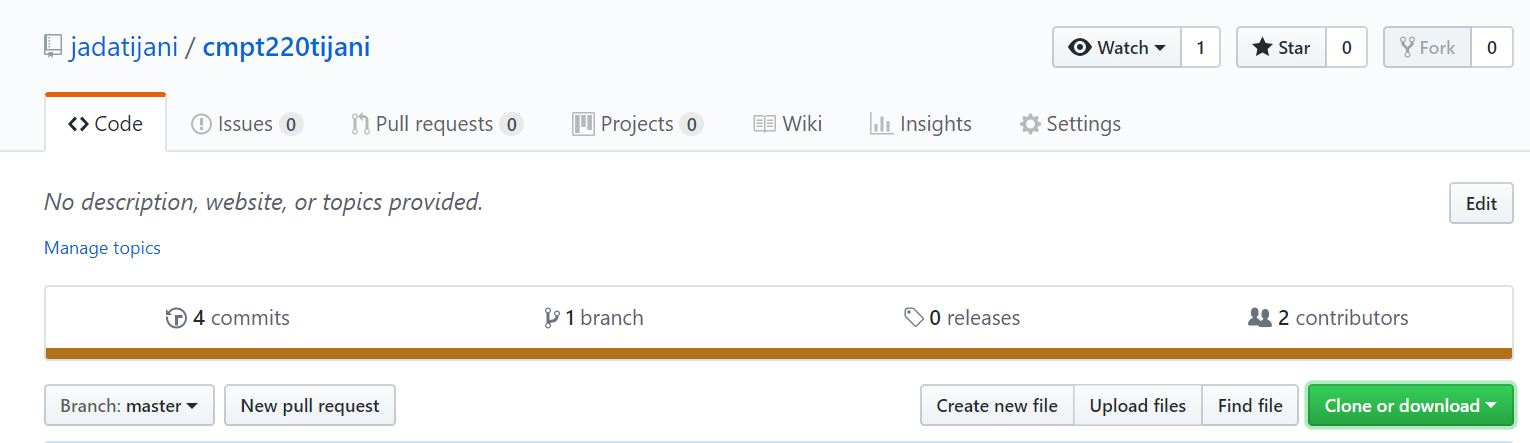 jadatijani / cmpt220tijani Watch 1 Star 0 Fork 0
Code Issues 0 Pull requests 0 Projects 0 Wiki Insights Settings
No description, website, or topics provided. Edit
Manage topics
4 commits 1 branch 0 releases 2 contributors
Branch: master New pull request Create new file Upload files Find file Clone or download